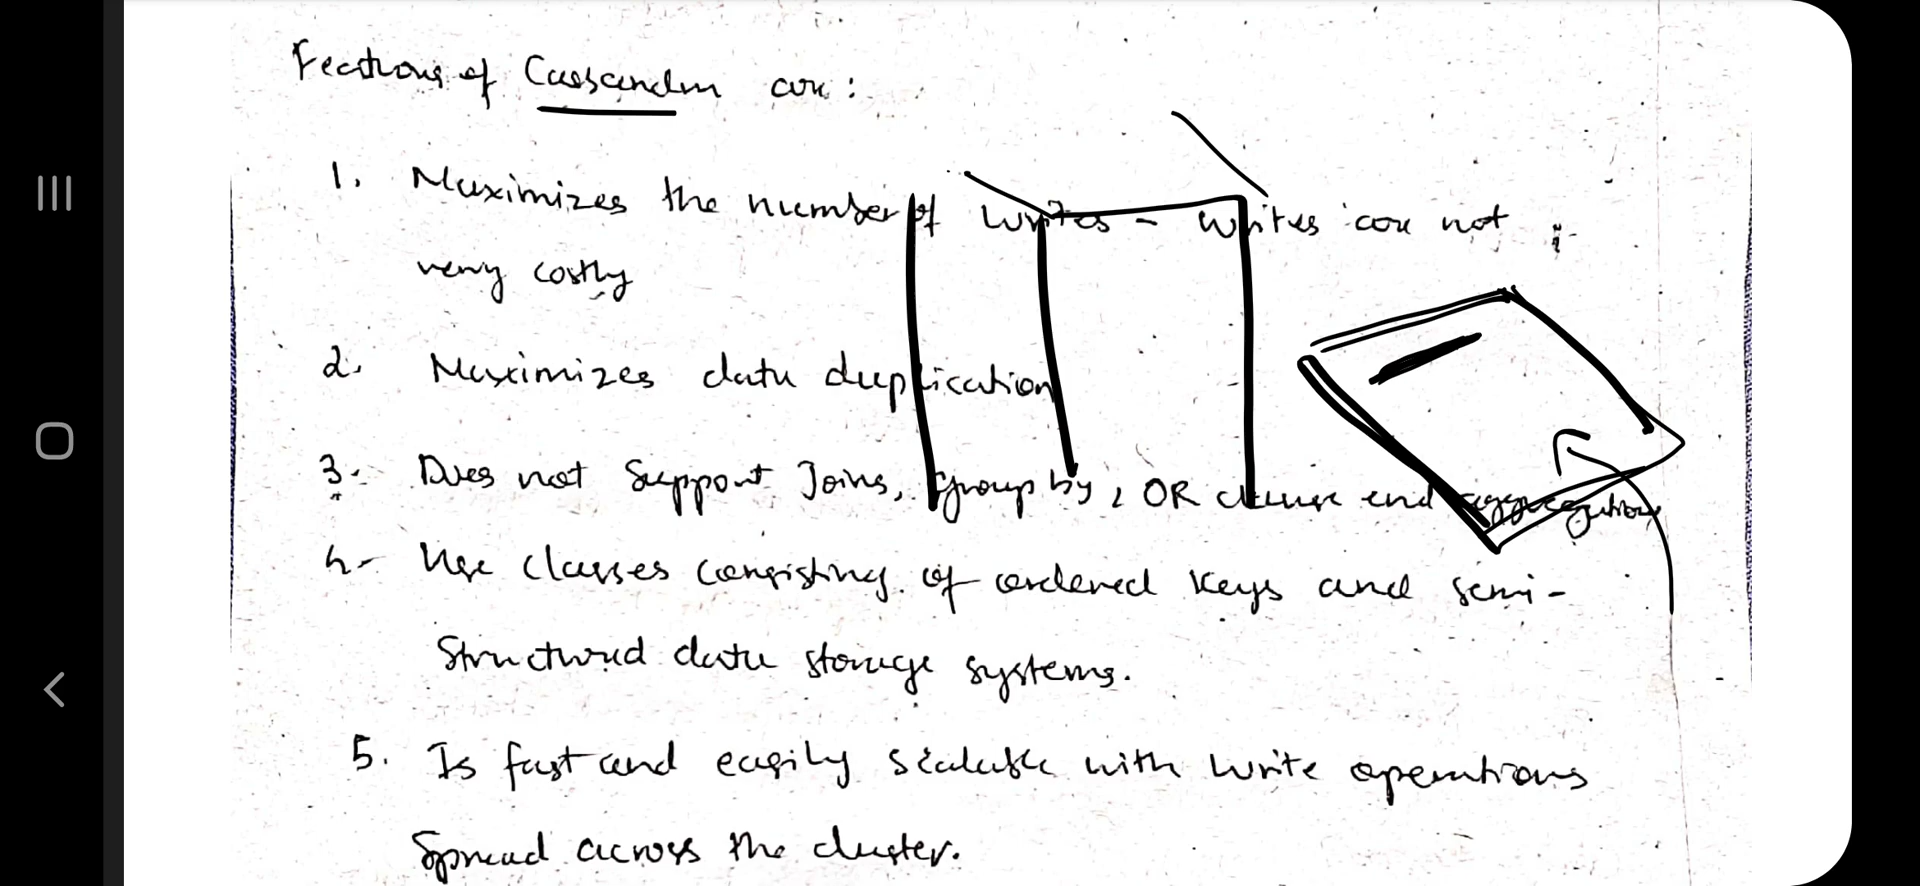 Features of Cassandra are:
1. Maximizes the number of writes - writes are not
very costly
2. Maximizes data duplication
3. Does not Support Joins, group by, OR clause and aggregations
4. Use classes consisting of ordered keys and semi-
Structured data storage systems.
5. Is fast and easily scalable with write operations
Spread across the cluster.